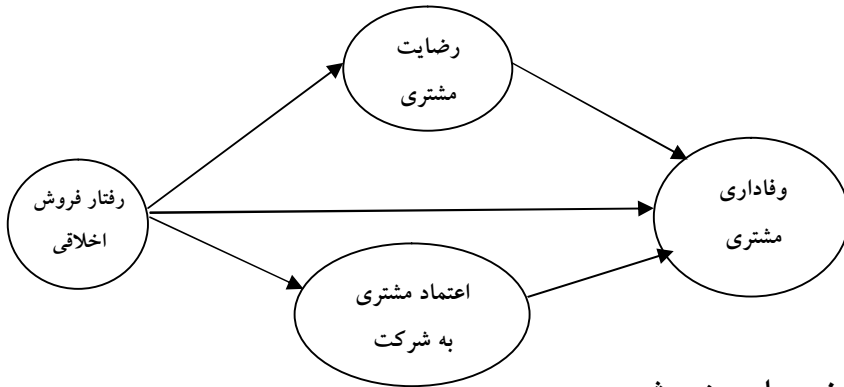 رضایت
مشتری
رفتار فروش
اخلاقی
وفاداری
مشتری
اعتماد مشتری
به شرکت